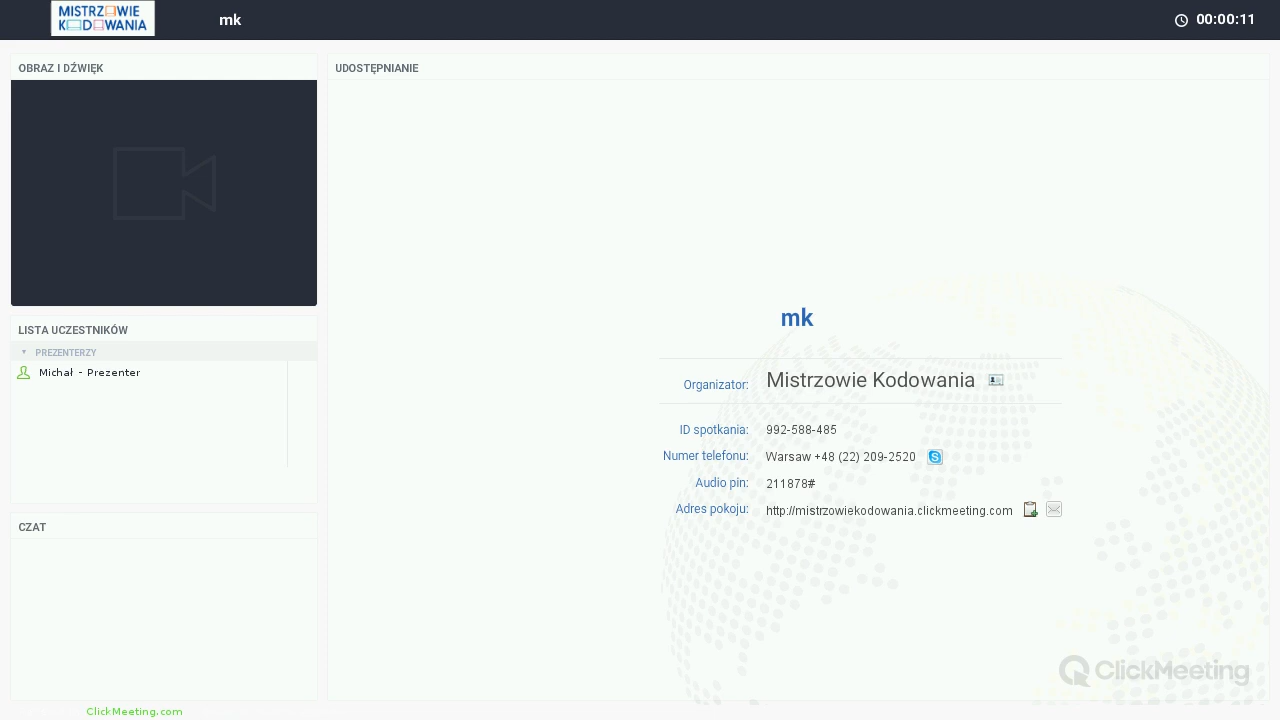 MISTRZOWIE
KODOWANIA
mk
00:00:11
OBRAZ I DŹWIĘK
LISTA UCZESTNIKÓW
PREZENTERZY
Michał - Prezenter
CZAT
ClickMeeting.com
UDOSTĘPNIANIE
mk
Organizator: Mistrzowie Kodowania
ID spotkania: 992-588-485
Numer telefonu: Warsaw +48 (22) 209-2520
Audio pin: 211878#
Adres pokoju: http://mistrzowiekodowania.clickmeeting.com
ClickMeeting